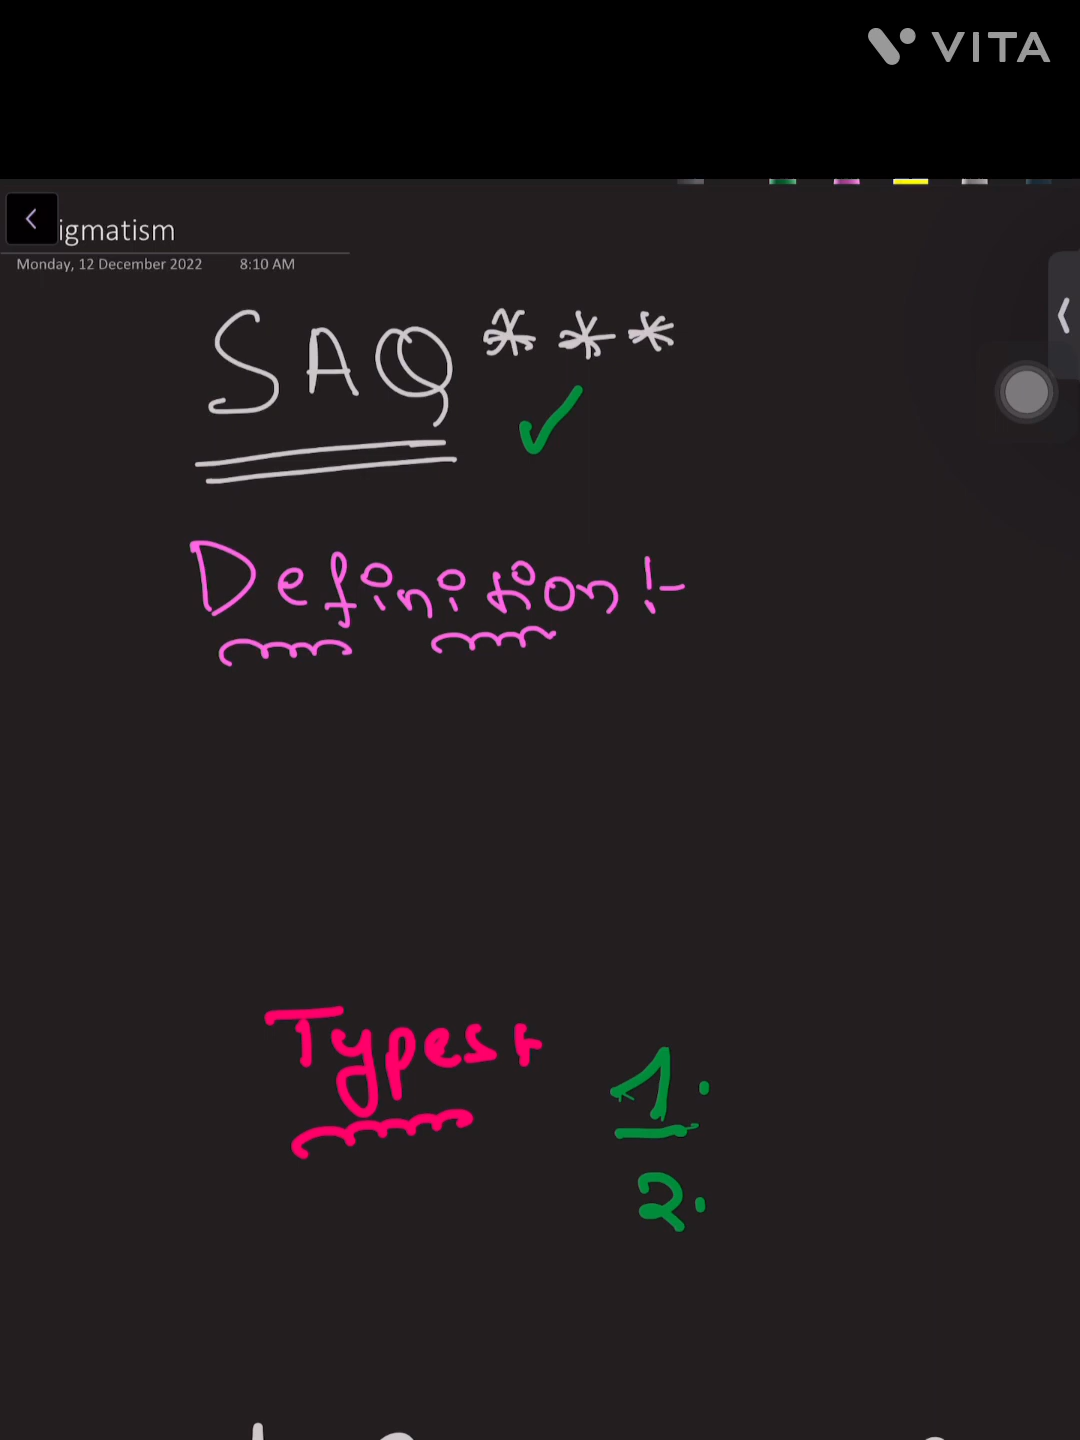 VITA
igmatism
Monday, 12 December 2022 8:10 AM
SAQ ***
Definition :-
Types :-
1.
2.